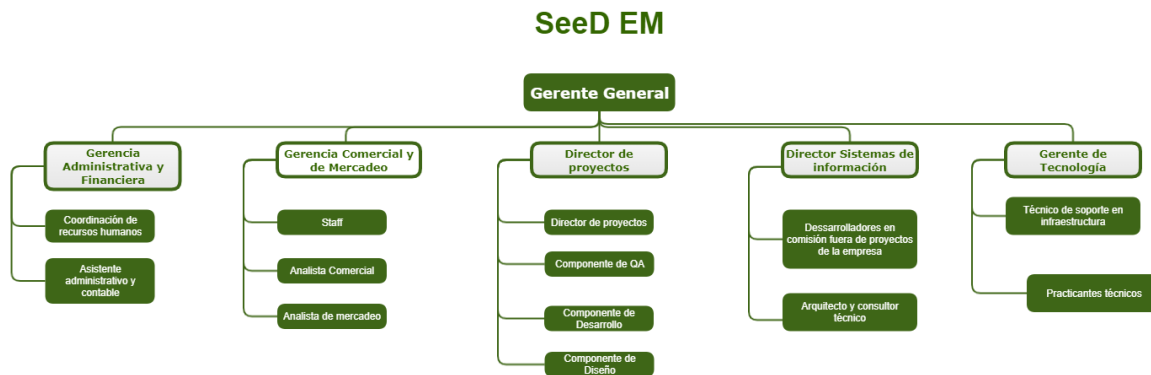 SeeD EM
Gerente General
Gerencia
Administrativa y
Financiera
Coordinación de
recursos humanos
Asistente
administrativo y
contable
Gerencia Comercial y
de Mercadeo
Staff
Analista Comercial
Analista de mercadeo
Director de
proyectos
Director de proyectos
Componente de QA
Componente de
Desarrollo
Componente de
Diseño
Director Sistemas de
información
Dessarrolladores en
comisión fuera de proyectos
de la empresa
Arquitecto y consultor
técnico
Gerente de
Tecnología
Técnico de soporte en
infraestructura
Practicantes técnicos